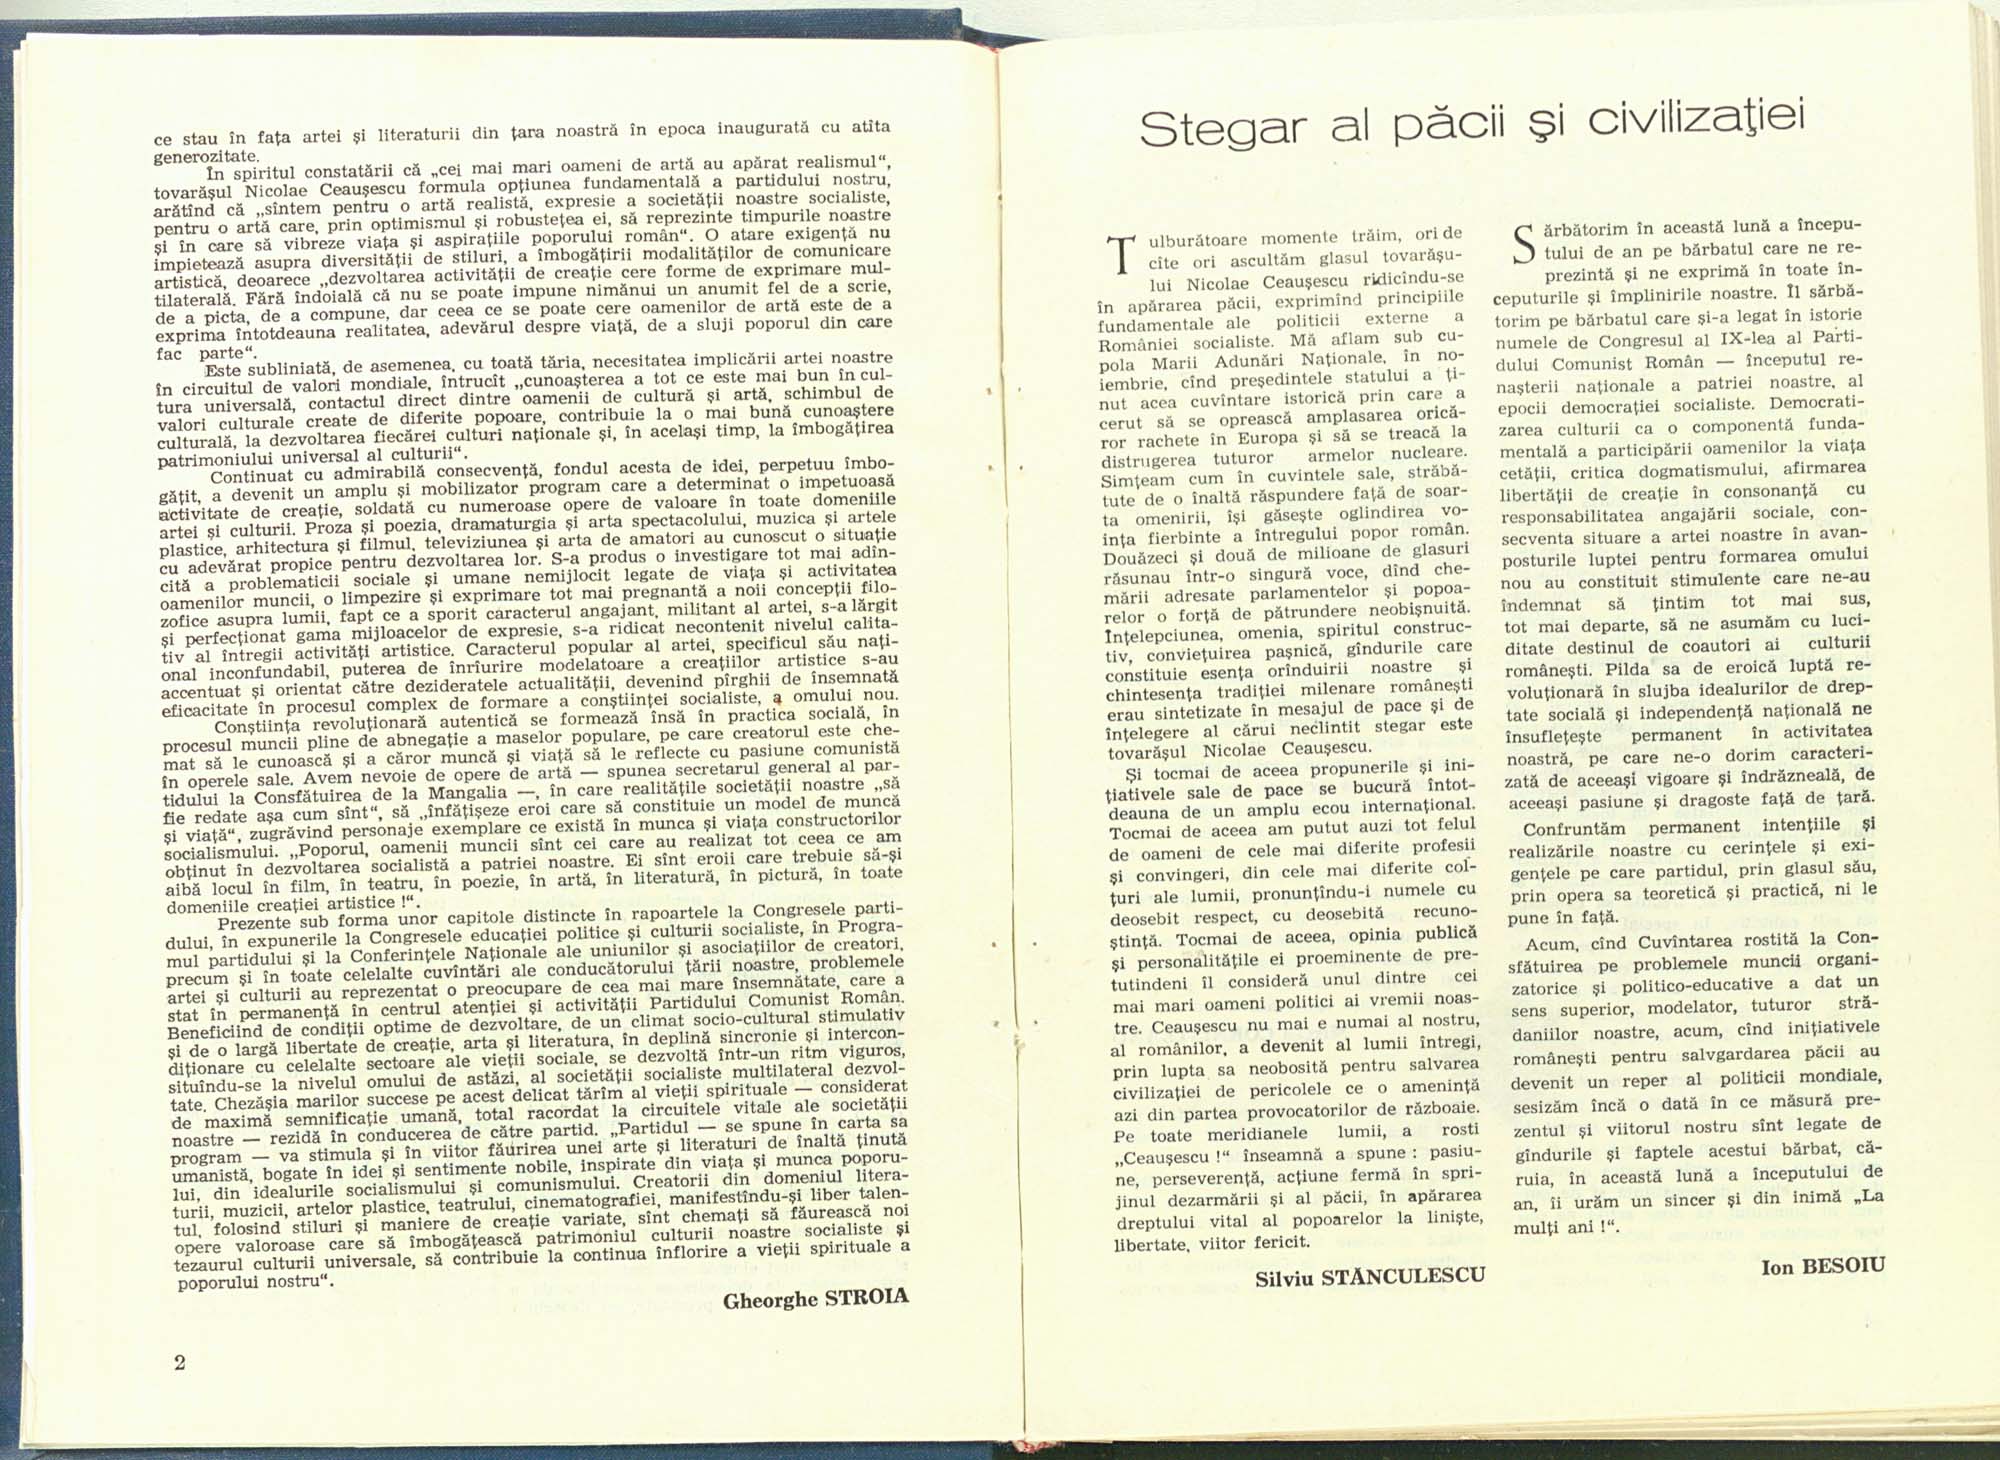 ce stau în fața artei și literaturii din țara noastră în epoca inaugurată cu atîta
generozitate.
În spiritul constatării că „cei mai mari oameni de artă au apărat realismul“,
tovarășul Nicolae Ceaușescu formula opțiunea fundamentală a partidului nostru,
arătînd că „sîntem pentru o artă realistă, expresie a societății noastre socialiste,
pentru o artă care, prin optimismul și robustețea ei, să reprezinte timpurile noastre
și în care să vibreze viața și aspirațiile poporului român“. O atare exigență nu
impietează asupra diversității de stiluri, a îmbogățirii modalităților de comunicare
artistică, deoarece „dezvoltarea activității de creație cere forme de exprimare mul-
tilaterală. Fără îndoială că nu se poate impune nimănui un anumit fel de a scrie,
de a picta, de a compune, dar ceea ce se poate cere oamenilor de artă este de a
exprima întotdeauna realitatea, adevărul despre viață, de a sluji poporul din care
fac parte“.
Este subliniată, de asemenea, cu toată tăria, necesitatea implicării artei noastre
în circuitul de valori mondiale, întrucît „cunoașterea a tot ce este mai bun în cul-
tura universală, contactul direct dintre oamenii de cultură și artă, schimbul de
valori culturale create de diferite popoare, contribuie la o mai bună cunoaștere
culturală, la dezvoltarea fiecărei culturi naționale și, în același timp, la îmbogățirea
patrimoniului universal al culturii“.
Continuat cu admirabilă consecvență, fondul acesta de idei, perpetuu îmbo-
gățit, a devenit un amplu și mobilizator program care a determinat o impetuoasă
activitate de creație, soldată cu numeroase opere de valoare în toate domeniile
artei și culturii. Proza și poezia, dramaturgia și arta spectacolului, muzica și artele
plastice, arhitectura și filmul, televiziunea și arta de amatori au cunoscut o situație
cu adevărat propice pentru dezvoltarea lor. S-a produs o investigare tot mai adîn-
cită a problematicii sociale și umane nemijlocit legate de viața și activitatea
oamenilor muncii, o limpezire și exprimare tot mai pregnantă a noii concepții filo-
zofice asupra lumii, fapt ce a sporit caracterul angajant, militant al artei, s-a lărgit
și perfecționat gama mijloacelor de expresie, s-a ridicat necontenit nivelul calita-
tiv al întregii activități artistice. Caracterul popular al artei, specificul său nați-
onal inconfundabil, puterea de înrîurire modelatoare a creațiilor artistice s-au
accentuat și orientat către dezideratele actualității, devenind pîrghii de însemnată
eficacitate în procesul complex de formare a conștiinței socialiste, a omului nou.
Conștiința revoluționară autentică se formează însă în practica socială, în
procesul muncii pline de abnegație a maselor populare, pe care creatorul este che-
mat să le cunoască și a căror muncă și viață să le reflecte cu pasiune comunistă
în operele sale. Avem nevoie de opere de artă — spunea secretarul general al par-
tidului la Consfătuirea de la Mangalia —, în care realitățile societății noastre „să
fie redate așa cum sînt“, să „înfățișeze eroi care să constituie un model de muncă
și viață“, zugrăvind personaje exemplare ce există în munca și viața constructorilor
socialismului. „Poporul, oamenii muncii sînt cei care au realizat tot ceea ce am
obținut în dezvoltarea socialistă a patriei noastre. Ei sînt eroii care trebuie să-și
aibă locul în film, în teatru, în poezie, în artă, în literatură, în pictură, în toate
domeniile creației artistice !“.
Prezente sub forma unor capitole distincte în rapoartele la Congresele parti-
dului, în expunerile la Congresele educației politice și culturii socialiste, în Progra-
mul partidului și la Conferințele Naționale ale uniunilor și asociațiilor de creatori,
precum și în toate celelalte cuvîntări ale conducătorului țării noastre, problemele
artei și culturii au reprezentat o preocupare de cea mai mare însemnătate, care a
stat în permanență în centrul atenției și activității Partidului Comunist Român.
Beneficiind de condiții optime de dezvoltare, de un climat socio-cultural stimulativ
și de o largă libertate de creație, arta și literatura, în deplină sincronie și intercon-
diționare cu celelalte sectoare ale vieții sociale, se dezvoltă într-un ritm viguros,
situîndu-se la nivelul omului de astăzi, al societății socialiste multilateral dezvol-
tate. Chezășia marilor succese pe acest delicat tărîm al vieții spirituale — considerat
de maximă semnificație umană, total racordat la circuitele vitale ale societății
noastre — rezidă în conducerea de către partid. „Partidul — se spune în carta sa
program — va stimula și în viitor făurirea unei arte și literaturi de înaltă ținută
umanistă, bogate în idei și sentimente nobile, inspirate din viața și munca poporu-
lui, din idealurile socialismului și comunismului. Creatorii din domeniul litera-
turii, muzicii, artelor plastice, teatrului, cinematografiei, manifestîndu-și liber talen-
tul, folosind stiluri și maniere de creație variate, sînt chemați să făurească noi
opere valoroase care să îmbogățească patrimoniul culturii noastre socialiste și
tezaurul culturii universale, să contribuie la continua înflorire a vieții spirituale a
poporului nostru“.
Gheorghe STROIA
2
Stegar al păcii și civilizației
Tulburătoare momente trăim, ori de
cîte ori ascultăm glasul tovarășu-
lui Nicolae Ceaușescu ridicîndu-se
în apărarea păcii, exprimînd principiile
fundamentale ale politicii externe a
României socialiste. Mă aflam sub cu-
pola Marii Adunări Naționale, în no-
iembrie, cînd președintele statului a ți-
nut acea cuvîntare istorică prin care a
cerut să se oprească amplasarea orică-
ror rachete în Europa și să se treacă la
distrugerea tuturor armelor nucleare.
Simțeam cum în cuvintele sale, străbă-
tute de o înaltă răspundere față de soar-
ta omenirii, își găsește oglindirea vo-
ința fierbinte a întregului popor român.
Douăzeci și două de milioane de glasuri
răsunau într-o singură voce, dînd che-
mării adresate parlamentelor și popoa-
relor o forță de pătrundere neobișnuită.
Înțelepciunea, omenia, spiritul construc-
tiv, conviețuirea pașnică, gîndurile care
constituie esența orînduirii noastre și
chintesența tradiției milenare românești
erau sintetizate în mesajul de pace și de
înțelegere al cărui neclintit stegar este
tovarășul Nicolae Ceaușescu.
Și tocmai de aceea propunerile și ini-
țiativele sale de pace se bucură întot-
deauna de un amplu ecou internațional.
Tocmai de aceea am putut auzi tot felul
de oameni de cele mai diferite profesii
și convingeri, din cele mai diferite col-
țuri ale lumii, pronunțîndu-i numele cu
deosebit respect, cu deosebită recuno-
ștință. Tocmai de aceea, opinia publică
și personalitățile ei proeminente de pre-
tutindeni îl consideră unul dintre cei
mai mari oameni politici ai vremii noas-
tre. Ceaușescu nu mai e numai al nostru,
al românilor, a devenit al lumii întregi,
prin lupta sa neobosită pentru salvarea
civilizației de pericolele ce o amenință
azi din partea provocatorilor de războaie.
Pe toate meridianele lumii, a rosti
„Ceaușescu !“ înseamnă a spune : pasiu-
ne, perseverență, acțiune fermă în spri-
jinul dezarmării și al păcii, în apărarea
dreptului vital al popoarelor la liniște,
libertate, viitor fericit.
Silviu STĂNCULESCU
Sărbătorim în această lună a începu-
tului de an pe bărbatul care ne re-
prezintă și ne exprimă în toate în-
ceputurile și împlinirile noastre. Îl sărbă-
torim pe bărbatul care și-a legat în istorie
numele de Congresul al IX-lea al Parti-
dului Comunist Român — începutul re-
nașterii naționale a patriei noastre, al
epocii democrației socialiste. Democrati-
zarea culturii ca o componentă funda-
mentală a participării oamenilor la viața
cetății, critica dogmatismului, afirmarea
libertății de creație în consonanță cu
responsabilitatea angajării sociale, con-
secventa situare a artei noastre în avan-
posturile luptei pentru formarea omului
nou au constituit stimulente care ne-au
îndemnat să țintim tot mai sus,
tot mai departe, să ne asumăm cu luci-
ditate destinul de coautori ai culturii
românești. Pilda sa de eroică luptă re-
voluționară în slujba idealurilor de drep-
tate socială și independență națională ne
însuflețește permanent în activitatea
noastră, pe care ne-o dorim caracteri-
zată de aceeași vigoare și îndrăzneală, de
aceeași pasiune și dragoste față de țară.
Confruntăm permanent intențiile și
realizările noastre cu cerințele și exi-
gențele pe care partidul, prin glasul său,
prin opera sa teoretică și practică, ni le
pune în față.
Acum, cînd Cuvîntarea rostită la Con-
sfătuirea pe problemele muncii organi-
zatorice și politico-educative a dat un
sens superior, modelator, tuturor stră-
daniilor noastre, acum, cînd inițiativele
românești pentru salvgardarea păcii au
devenit un reper al politicii mondiale,
sesizăm încă o dată în ce măsură pre-
zentul și viitorul nostru sînt legate de
gîndurile și faptele acestui bărbat, că-
ruia, în această lună a începutului de
an, îi urăm un sincer și din inimă „La
mulți ani !“.
Ion BESOIU